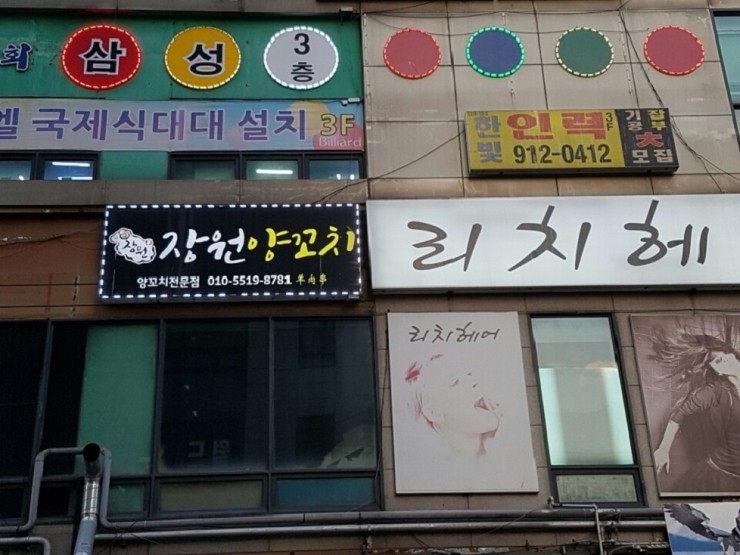 회 삼 성 3층
벨 국제식대대 설치 3F
Billiard
한빛 인력 3F
912-0412
기공 잡부 모집
장원양꼬치
양꼬치전문점 010-5519-8781 羊肉串
리치헤
리치헤어